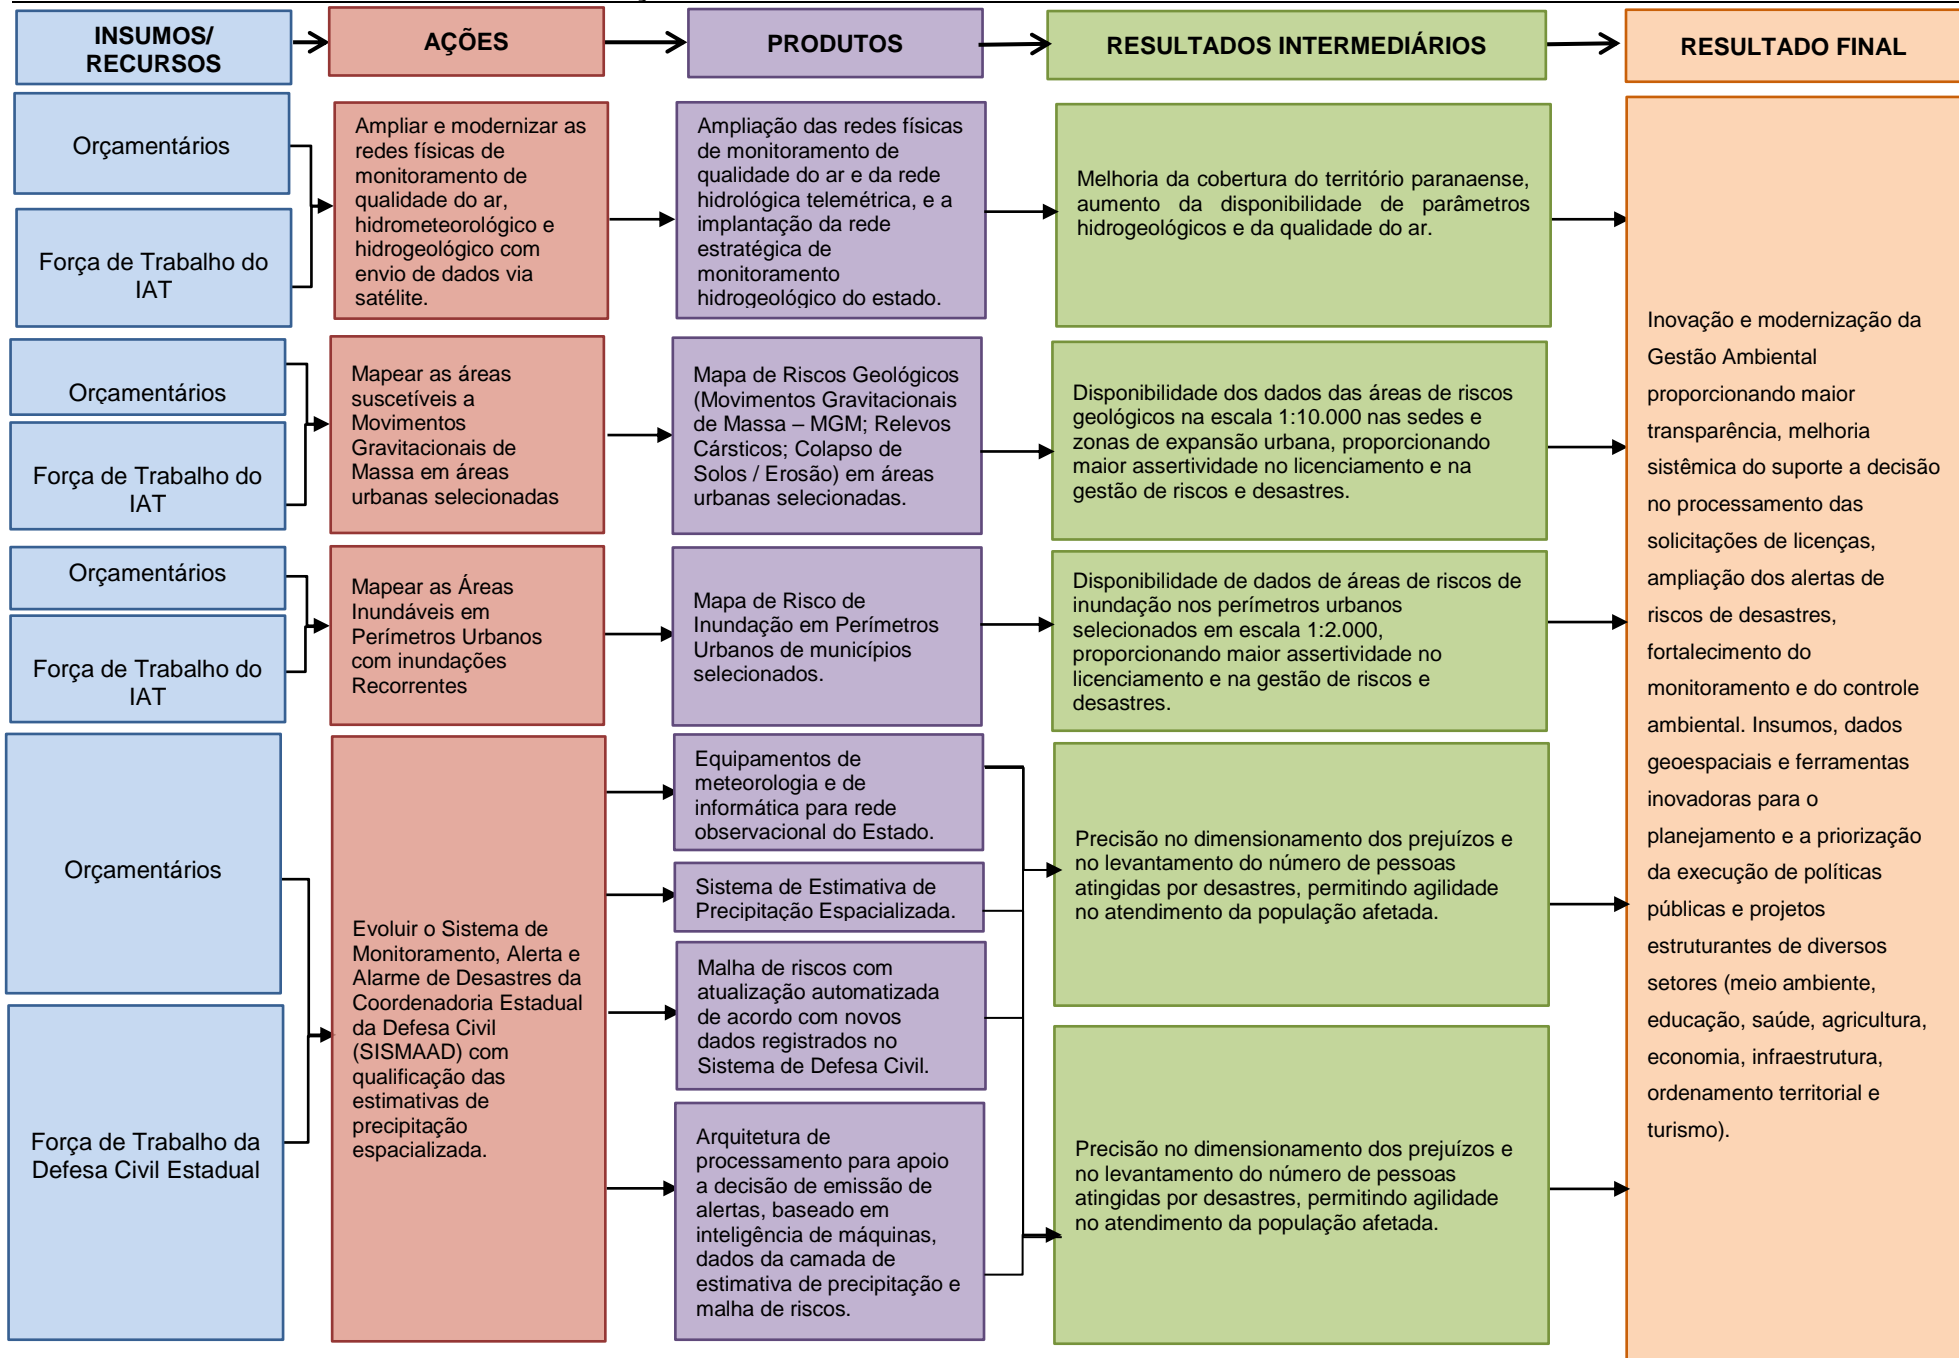 INSUMOS/
RECURSOS
AÇÕES
PRODUTOS
RESULTADOS INTERMEDIÁRIOS
RESULTADO FINAL
Orçamentários
Força de Trabalho do
IAT
Ampliar e modernizar as
redes físicas de
monitoramento de
qualidade do ar,
hidrometeorológico e
hidrogeológico com
envio de dados via
satélite.
Ampliação das redes físicas
de monitoramento de
qualidade do ar e da rede
hidrológica telemétrica, e a
implantação da rede
estratégica de
monitoramento
hidrogeológico do estado.
Melhoria da cobertura do território paranaense,
aumento da disponibilidade de parâmetros
hidrogeológicos e da qualidade do ar.
Orçamentários
Força de Trabalho do
IAT
Mapear as áreas
suscetíveis a
Movimentos
Gravitacionais de
Massa em áreas
urbanas selecionadas
Mapa de Riscos Geológicos
(Movimentos Gravitacionais
de Massa – MGM; Relevos
Cársticos; Colapso de
Solos / Erosão) em áreas
urbanas selecionadas.
Disponibilidade dos dados das áreas de riscos
geológicos na escala 1:10.000 nas sedes e
zonas de expansão urbana, proporcionando
maior assertividade no licenciamento e na
gestão de riscos e desastres.
Orçamentários
Força de Trabalho do
IAT
Mapear as Áreas
Inundáveis em
Perímetros Urbanos
com inundações
Recorrentes
Mapa de Risco de
Inundação em Perímetros
Urbanos de municípios
selecionados.
Disponibilidade de dados de áreas de riscos de
inundação nos perímetros urbanos
selecionados em escala 1:2.000,
proporcionando maior assertividade no
licenciamento e na gestão de riscos e
desastres.
Orçamentários
Força de Trabalho da
Defesa Civil Estadual
Evoluir o Sistema de
Monitoramento, Alerta e
Alarme de Desastres da
Coordenadoria Estadual
da Defesa Civil
(SISMAAD) com
qualificação das
estimativas de
precipitação
espacializada.
Equipamentos de
meteorologia e de
informática para rede
observacional do Estado.
Sistema de Estimativa de
Precipitação Espacializada.
Malha de riscos com
atualização automatizada
de acordo com novos
dados registrados no
Sistema de Defesa Civil.
Arquitetura de
processamento para apoio
a decisão de emissão de
alertas, baseado em
inteligência de máquinas,
dados da camada de
estimativa de precipitação e
malha de riscos.
Precisão no dimensionamento dos prejuízos e
no levantamento do número de pessoas
atingidas por desastres, permitindo agilidade
no atendimento da população afetada.
Precisão no dimensionamento dos prejuízos e
no levantamento do número de pessoas
atingidas por desastres, permitindo agilidade
no atendimento da população afetada.
Inovação e modernização da
Gestão Ambiental
proporcionando maior
transparência, melhoria
sistêmica do suporte a decisão
no processamento das
solicitações de licenças,
ampliação dos alertas de
riscos de desastres,
fortalecimento do
monitoramento e do controle
ambiental. Insumos, dados
geoespaciais e ferramentas
inovadoras para o
planejamento e a priorização
da execução de políticas
públicas e projetos
estruturantes de diversos
setores (meio ambiente,
educação, saúde, agricultura,
economia, infraestrutura,
ordenamento territorial e
turismo).